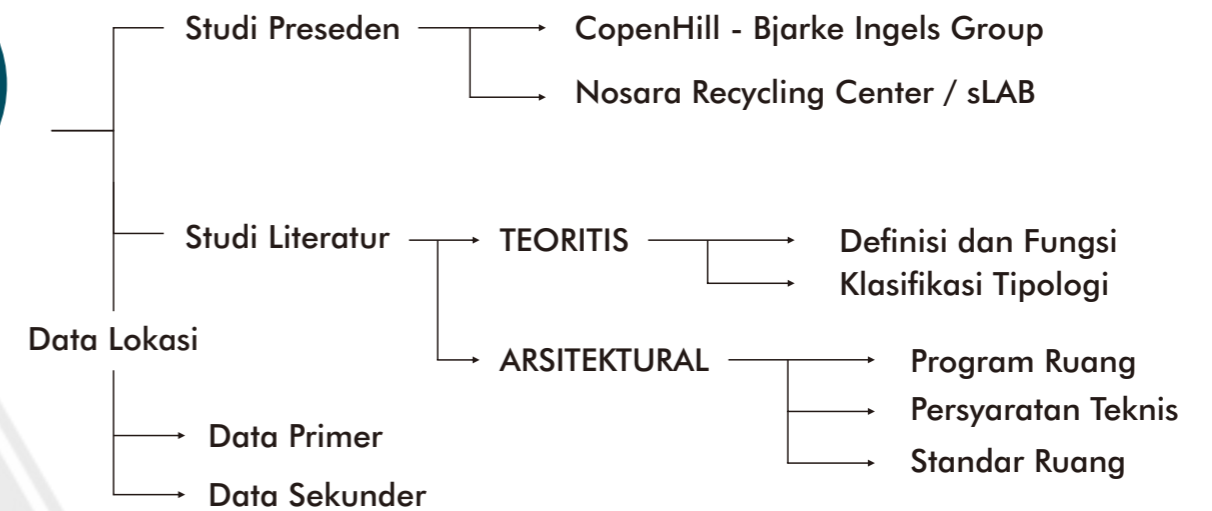 Studi Preseden
CopenHill - Bjarke Ingels Group
Nosara Recycling Center / sLAB
Studi Literatur
TEORITIS
Definisi dan Fungsi
Klasifikasi Tipologi
ARSITEKTURAL
Program Ruang
Persyaratan Teknis
Standar Ruang
Data Lokasi
Data Primer
Data Sekunder